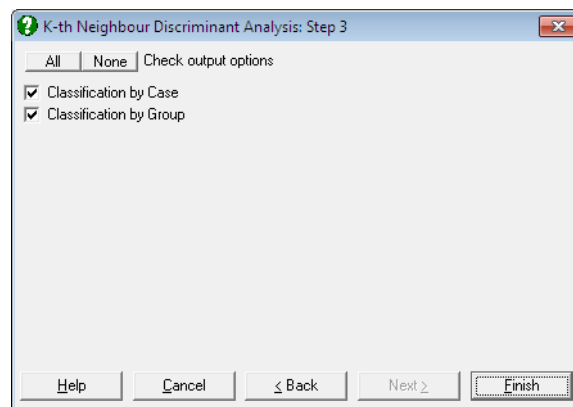 K-th Neighbour Discriminant Analysis: Step 3
All None Check output options
Classification by Case
Classification by Group
Help Cancel < Back Next > Finish